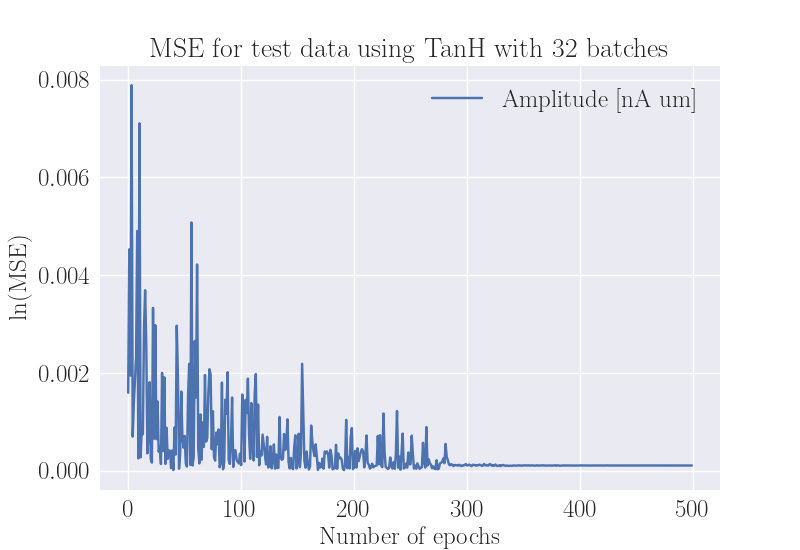 MSE for test data using TanH with 32 batches
Amplitude [nA um]
0.008
0.006
0.004
0.002
0.000
ln(MSE)
0 100 200 300 400 500
Number of epochs